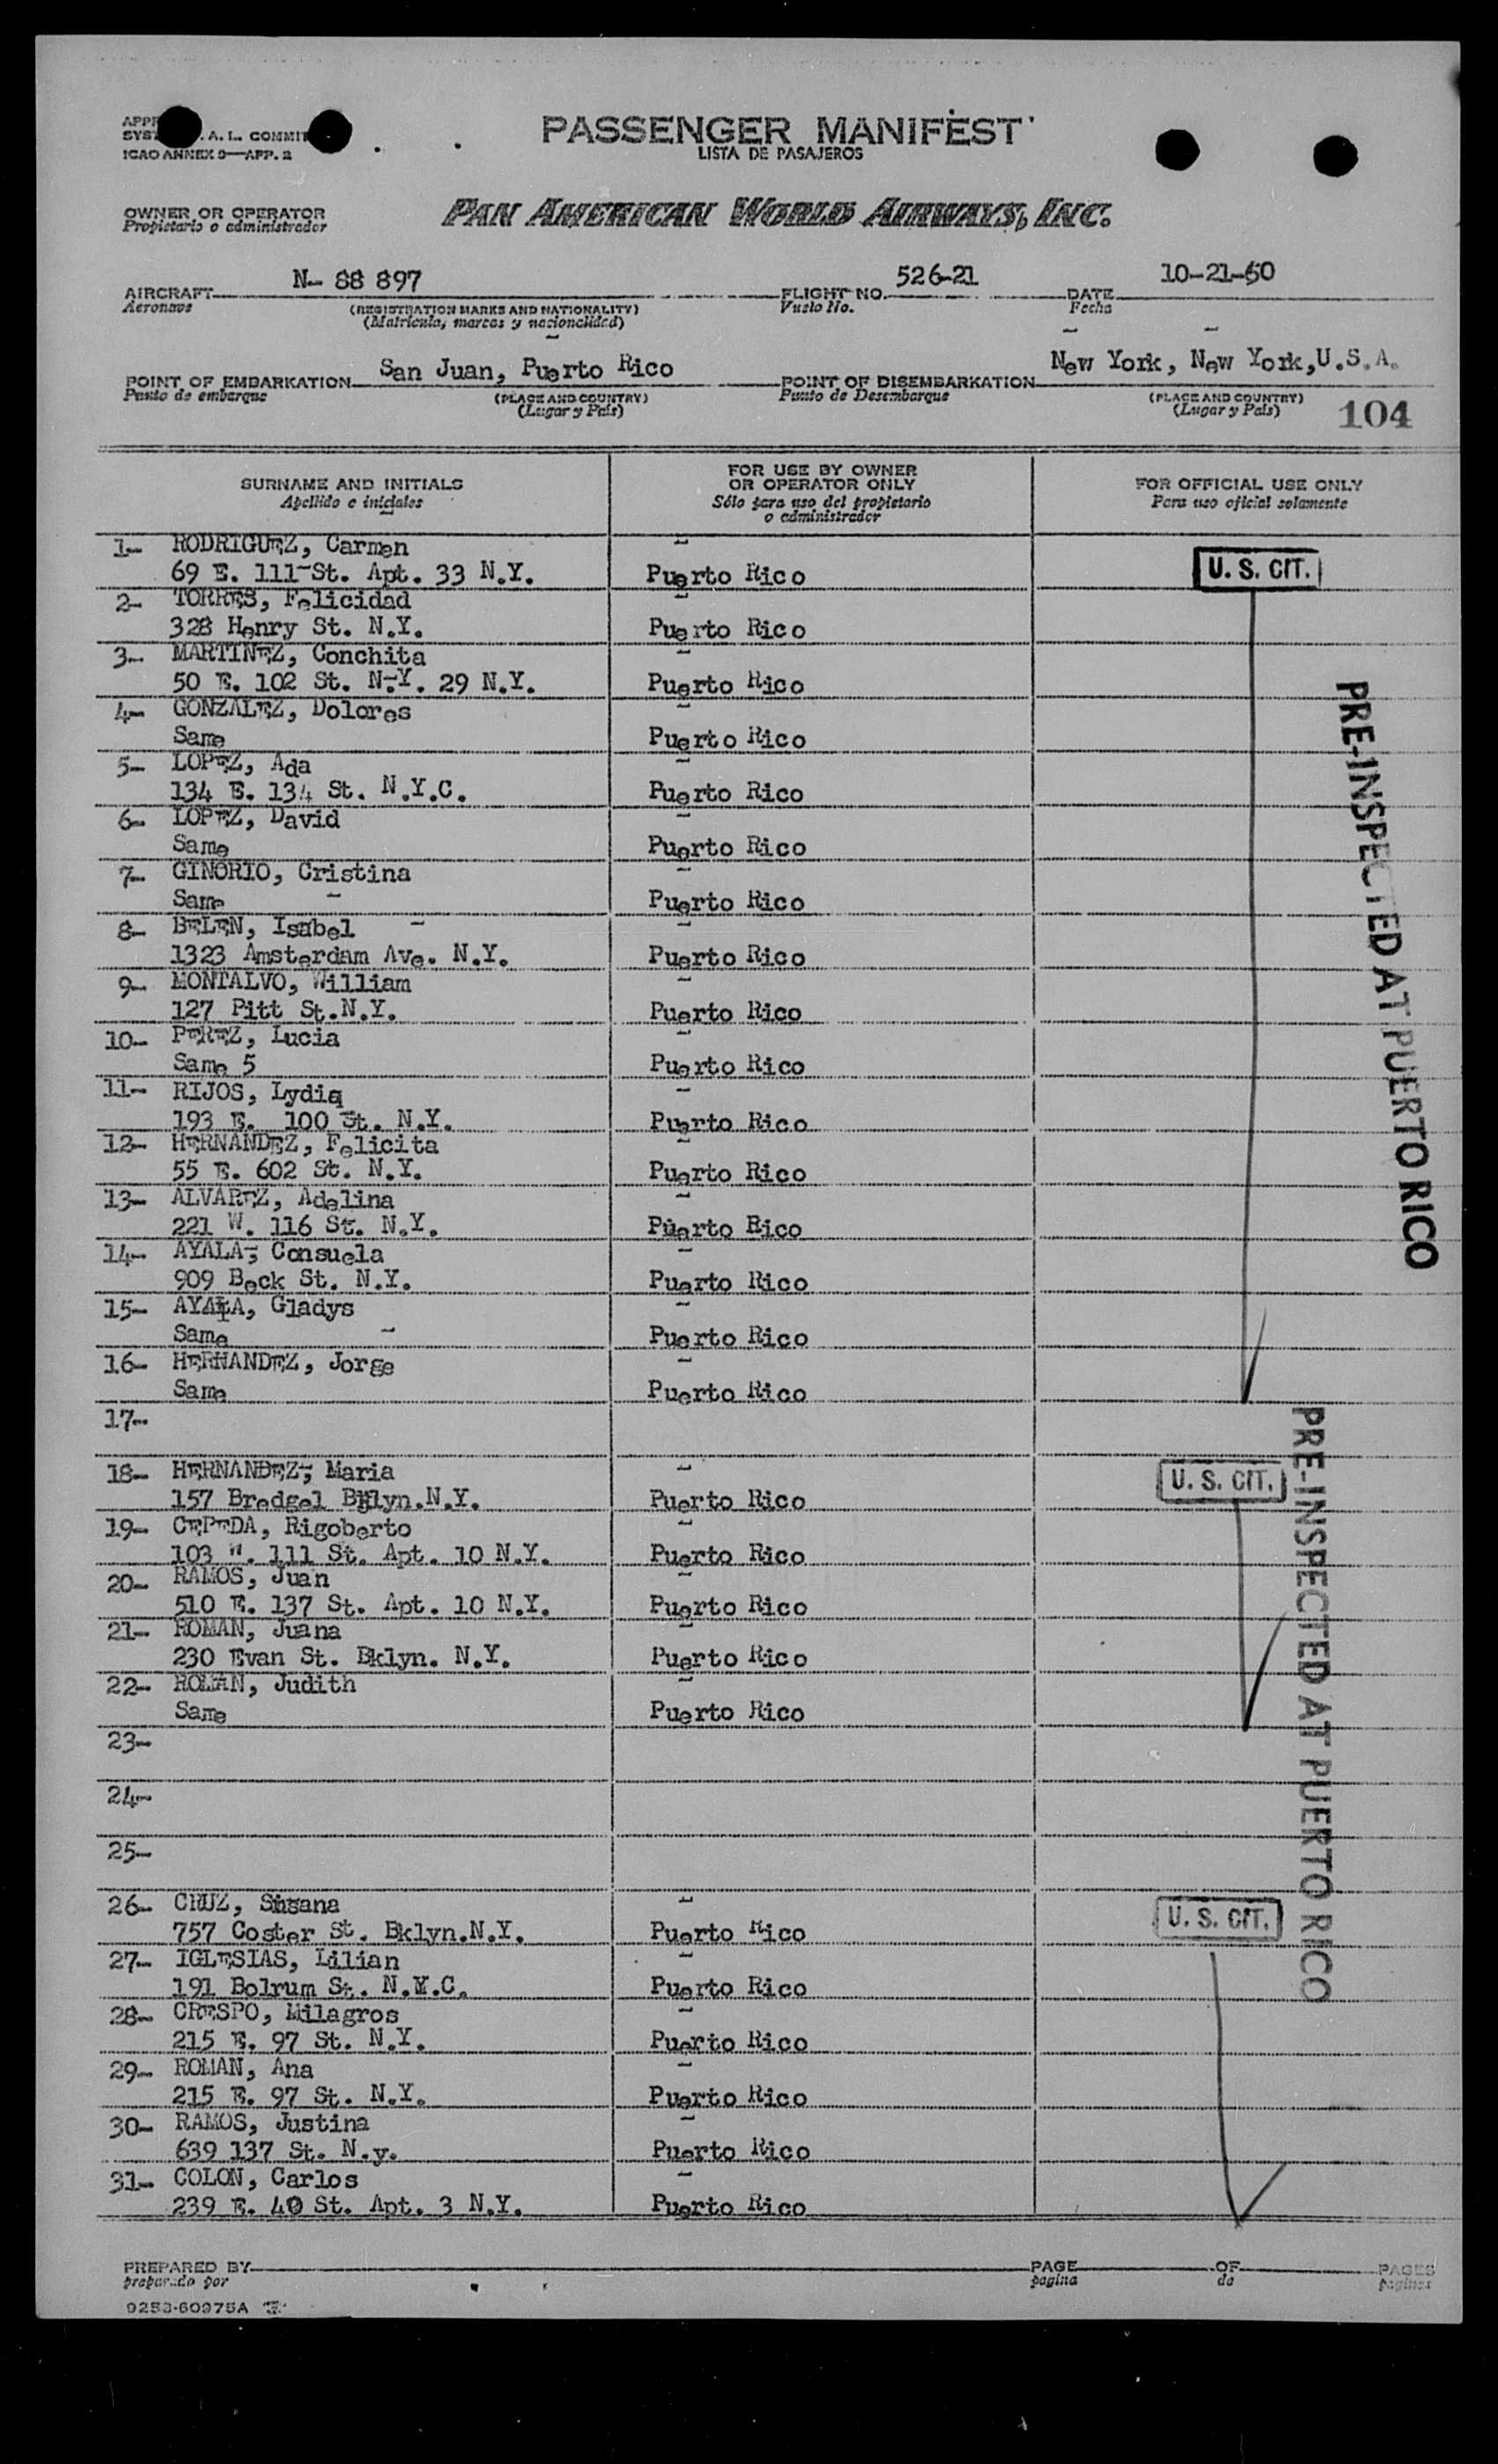 PASSENGER MANIFEST
LISTA DE PASAJEROS
A. L. COMMIT
ICAO ANNEX 9—APP. 2
OWNER OR OPERATOR
Propietario o administrador
PAN AMERICAN WORLD AIRWAYS, INC.
AIRCRAFT N- 88 897 FLIGHT NO. 526-21 DATE 10-21-50
Aeronave (REGISTRATION MARKS AND NATIONALITY) Vuelo No. Fecha
(Matricula, marcas y nacionalidad)
POINT OF EMBARKATION San Juan, Puerto Rico POINT OF DISEMBARKATION New York, New York, U.S.A.
Punto de embarque (PLACE AND COUNTRY) Punto de Desembarque (PLACE AND COUNTRY)
(Lugar y País) (Lugar y País) 104
SURNAME AND INITIALS FOR USE BY OWNER OR OPERATOR ONLY FOR OFFICIAL USE ONLY
Apellido e iniciales Sólo para uso del propietario o administrador Para uso oficial solamente
1- RODRIGUEZ, Carmen
69 E. 111 St. Apt. 33 N.Y. Puerto Rico U. S. CIT.
2- TORRES, Felicidad
328 Henry St. N.Y. Puerto Rico
3- MARTINEZ, Conchita
50 E. 102 St. N.Y. 29 N.Y. Puerto Rico
4- GONZALEZ, Dolores
Same Puerto Rico
5- LOPEZ, Ada
134 E. 134 St. N.Y.C. Puerto Rico
6- LOPEZ, David
Same Puerto Rico
7- GINORIO, Cristina
Same Puerto Rico
8- BELEN, Isabel
1323 Amsterdam Ave. N.Y. Puerto Rico
9- MONTALVO, William
127 Pitt St.N.Y. Puerto Rico
10- PEREZ, Lucia
Same 5 Puerto Rico
11- RIJOS, Lydia
193 E. 100 St. N.Y. Puerto Rico
12- HERNANDEZ, Felicita
55 E. 602 St. N.Y. Puerto Rico
13- ALVAREZ, Adelina
221 W. 116 St. N.Y. Puerto Rico
14- AYALA, Consuela
909 Beck St. N.Y. Puerto Rico
15- AYALA, Gladys
Same Puerto Rico
16- HERNANDEZ, Jorge
Same Puerto Rico
PRE-INSPECTED AT PUERTO RICO
17-
18- HERNANDEZ, Maria
157 Bredgel Bklyn.N.Y. Puerto Rico U. S. CIT.
19- CEPEDA, Rigoberto
103 W. 111 St. Apt. 10 N.Y. Puerto Rico
20- RAMOS, Juan
510 E. 137 St. Apt. 10 N.Y. Puerto Rico
21- ROMAN, Juana
230 Evan St. Bklyn. N.Y. Puerto Rico
22- ROMAN, Judith
Same Puerto Rico
23-
24-
25-
PRE-INSPECTED AT PUERTO RICO
26- CRUZ, Susana
757 Coster St. Bklyn.N.Y. Puerto Rico U. S. CIT.
27- IGLESIAS, Lilian
191 Bolrum St. N.Y.C. Puerto Rico
28- CRESPO, Milagros
215 E. 97 St. N.Y. Puerto Rico
29- ROMAN, Ana
215 E. 97 St. N.Y. Puerto Rico
30- RAMOS, Justina
639 137 St. N.y. Puerto Rico
31- COLON, Carlos
239 E. 40 St. Apt. 3 N.Y. Puerto Rico
PREPARED BY PAGE OF PAGES
preparado por pagina de paginas
9253-60375A